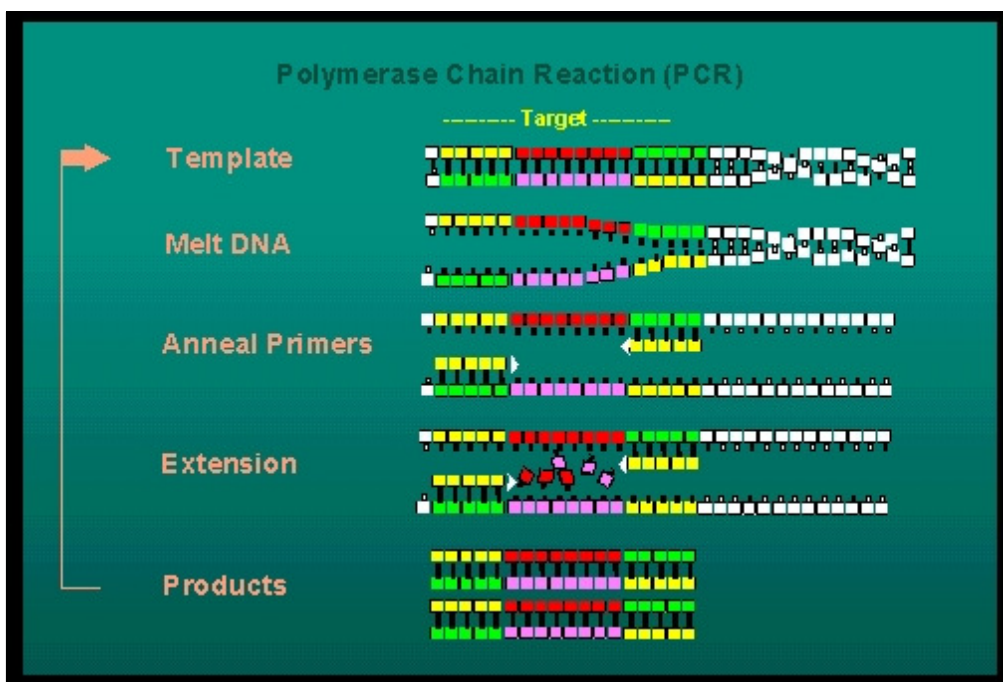 Polymerase Chain Reaction (PCR)
--------- Target ----------
Template
Melt DNA
Anneal Primers
Extension
Products